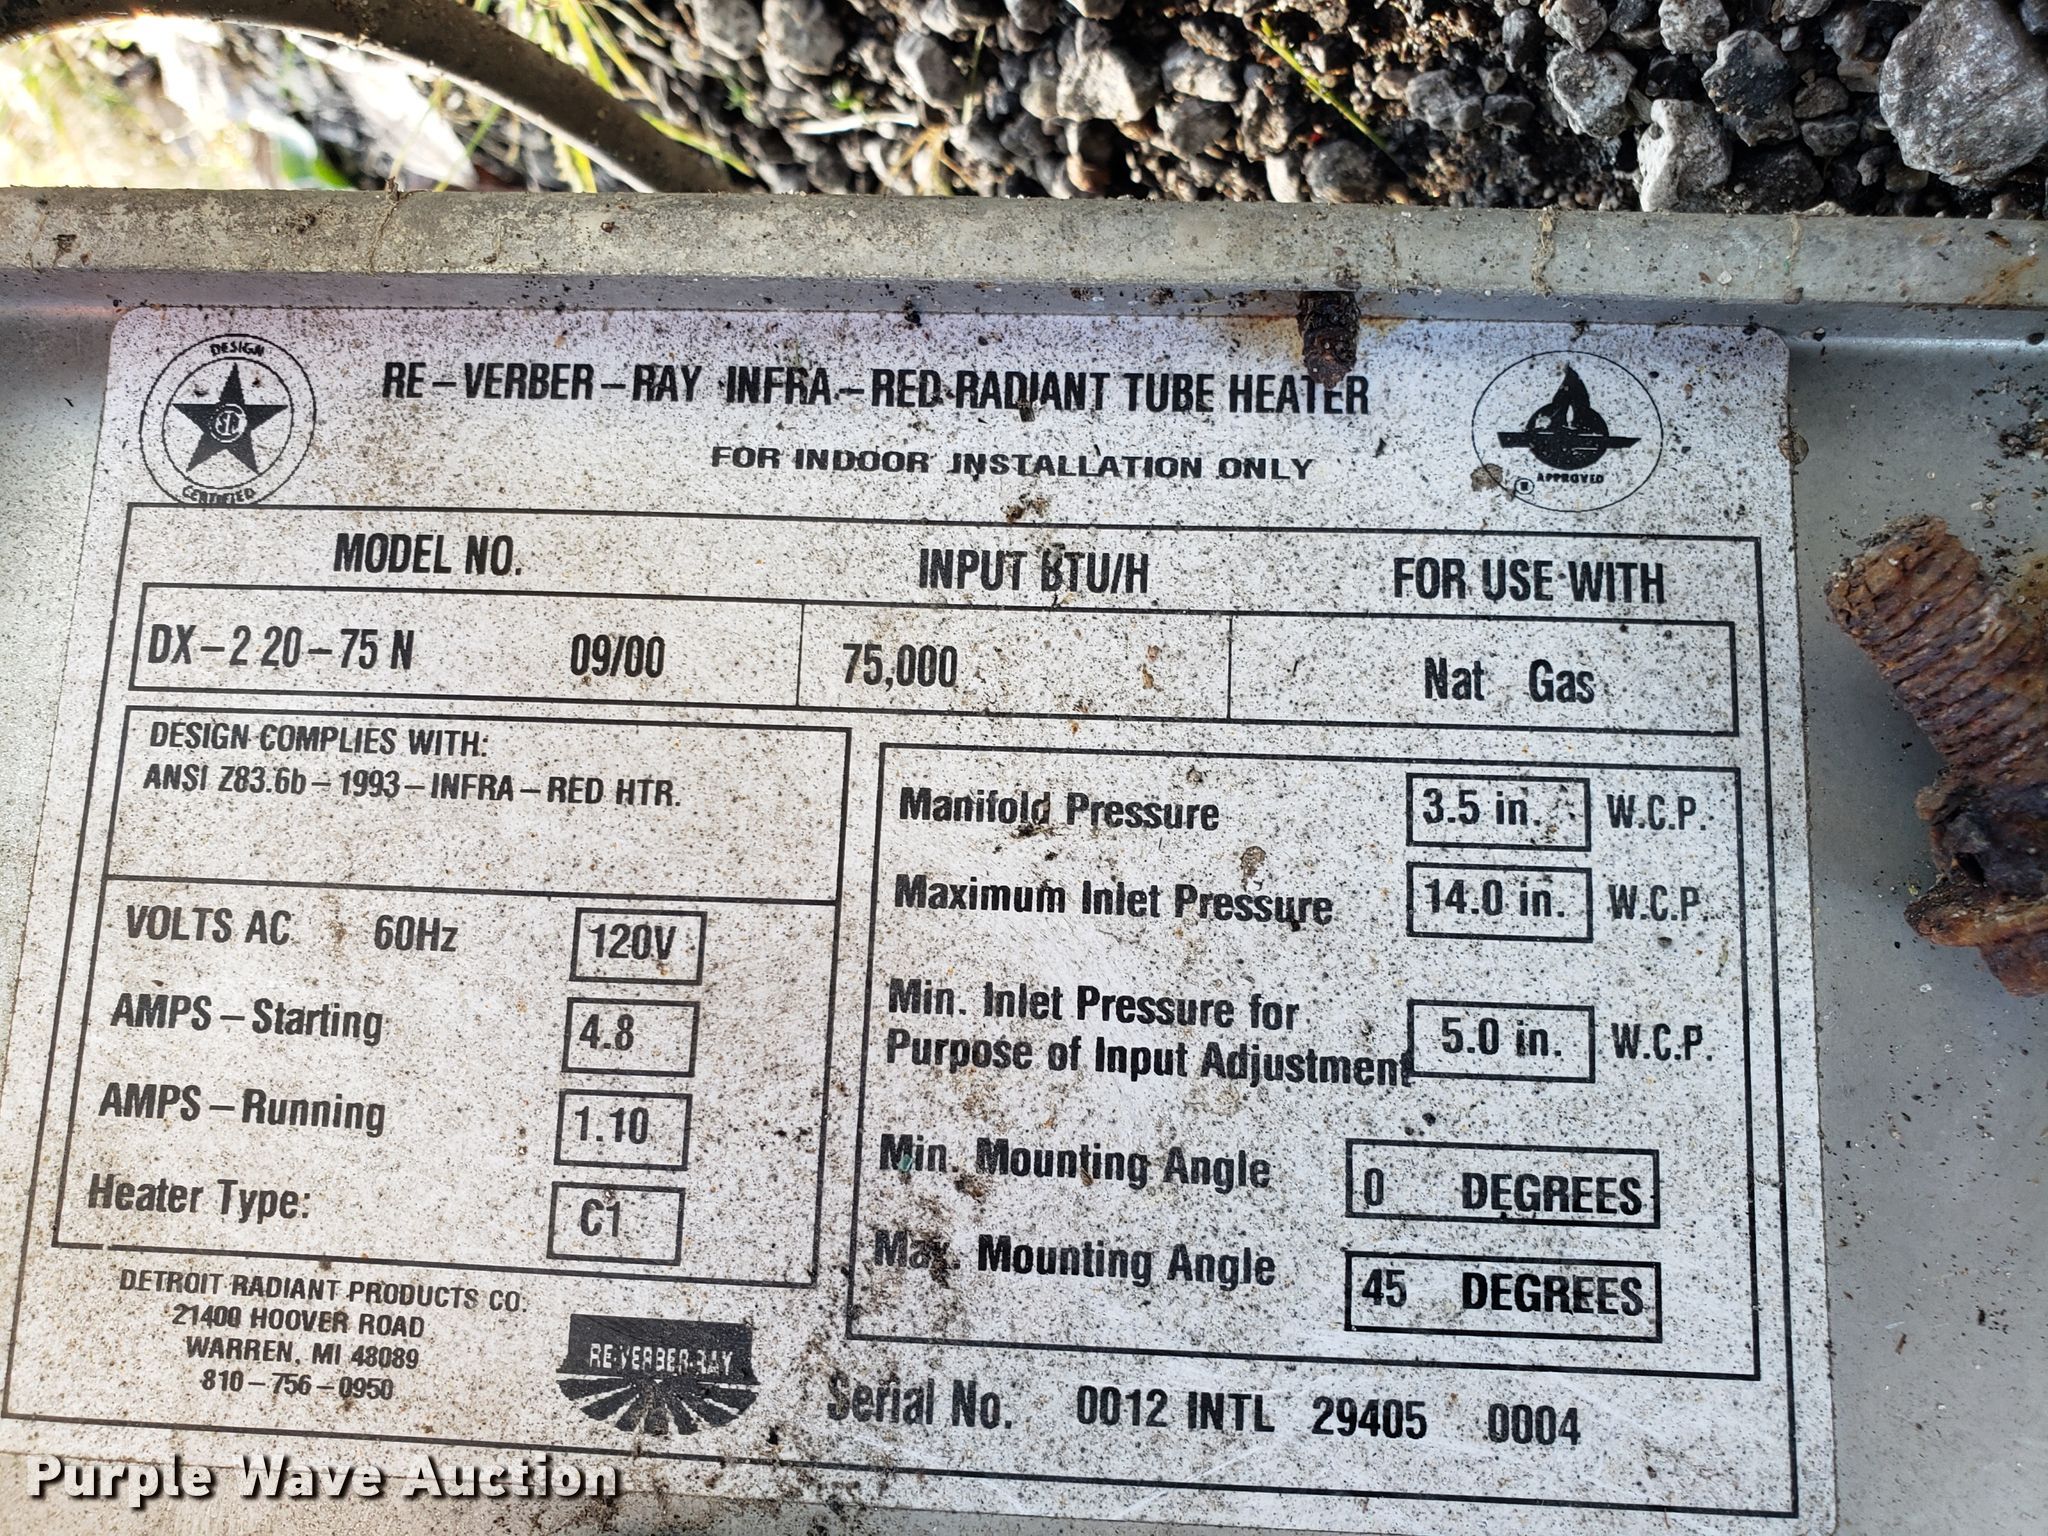 DESIGN
CERTIFIED
RE-VERBER-RAY INFRA-RED RADIANT TUBE HEATER
FOR INDOOR INSTALLATION ONLY
APPROVED
MODEL NO. INPUT BTU/H FOR USE WITH
DX-2 20-75 N 09/00 75,000 Nat Gas
DESIGN COMPLIES WITH:
ANSI Z83.6b-1993-INFRA-RED HTR.
VOLTS AC 60Hz 120V
AMPS-Starting 4.8
AMPS-Running 1.10
Heater Type: C1
Manifold Pressure 3.5 in. W.C.P.
Maximum Inlet Pressure 14.0 in. W.C.P.
Min. Inlet Pressure for
Purpose of Input Adjustment 5.0 in. W.C.P.
Min. Mounting Angle 0 DEGREES
Max. Mounting Angle 45 DEGREES
DETROIT RADIANT PRODUCTS CO.
21400 HOOVER ROAD
WARREN, MI 48089
810-756-0950
RE-VERBER-RAY
Serial No. 0012 INTL 29405 0004
Purple Wave Auction